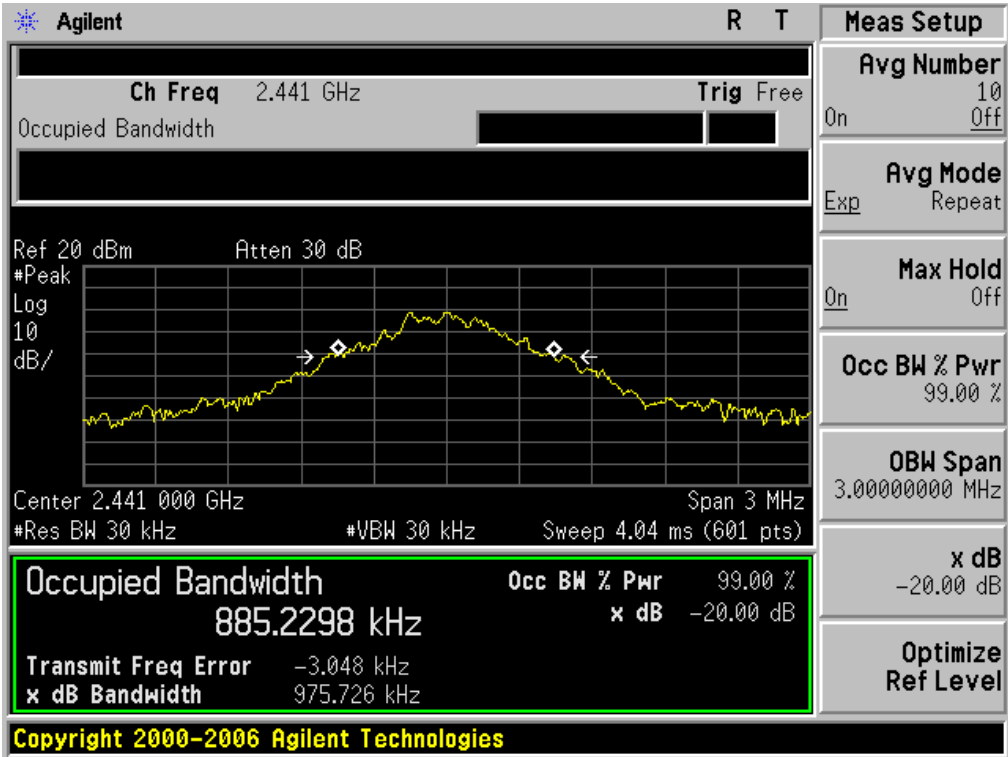 Agilent R T
Ch Freq 2.441 GHz Trig Free
Occupied Bandwidth
Ref 20 dBm Atten 30 dB
#Peak
Log
10
dB/
Center 2.441 000 GHz Span 3 MHz
#Res BW 30 kHz #VBW 30 kHz Sweep 4.04 ms (601 pts)
Occupied Bandwidth Occ BW % Pwr 99.00 %
885.2298 kHz x dB -20.00 dB
Transmit Freq Error -3.048 kHz
x dB Bandwidth 975.726 kHz
Copyright 2000-2006 Agilent Technologies
Meas Setup
Avg Number
10
On Off
Avg Mode
Exp Repeat
Max Hold
On Off
Occ BW % Pwr
99.00 %
OBW Span
3.00000000 MHz
x dB
-20.00 dB
Optimize
Ref Level